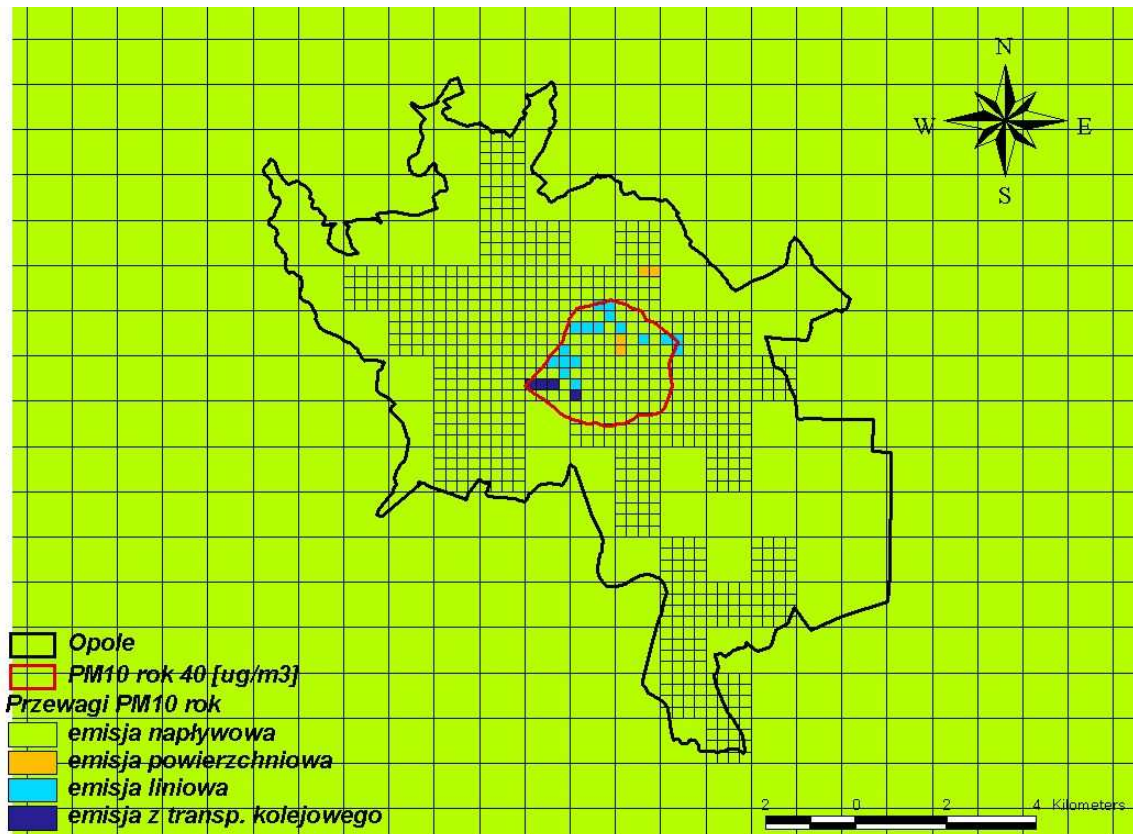 N
W E
S
Opole
PM10 rok 40 [ug/m3]
Przewagi PM10 rok
emisja napływowa
emisja powierzchniowa
emisja liniowa
emisja z transp. kolejowego
2 0 2 4 Kilometers